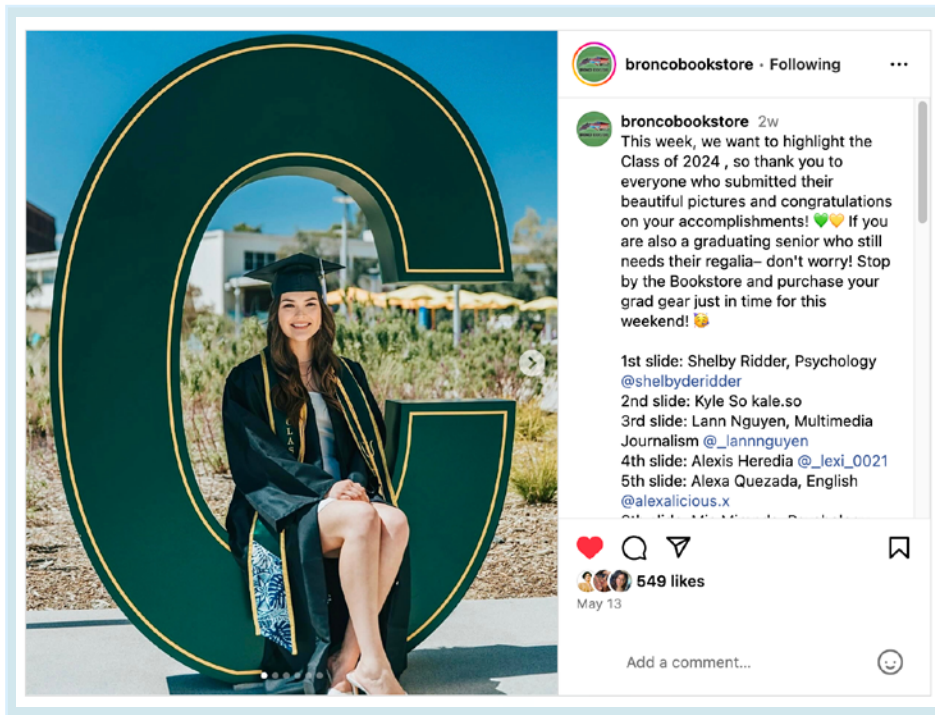 broncobookstore · Following
broncobookstore 2w
This week, we want to highlight the
Class of 2024 , so thank you to
everyone who submitted their
beautiful pictures and congratulations
on your accomplishments! 💚💛 If you
are also a graduating senior who still
needs their regalia– don't worry! Stop
by the Bookstore and purchase your
grad gear just in time for this
weekend! 🥳
1st slide: Shelby Ridder, Psychology
@shelbyderidder
2nd slide: Kyle So kale.so
3rd slide: Lann Nguyen, Multimedia
Journalism @_lannnguyen
4th slide: Alexis Heredia @_lexi_0021
5th slide: Alexa Quezada, English
@alexalicious.x
549 likes
May 13
Add a comment...
C
CLAS